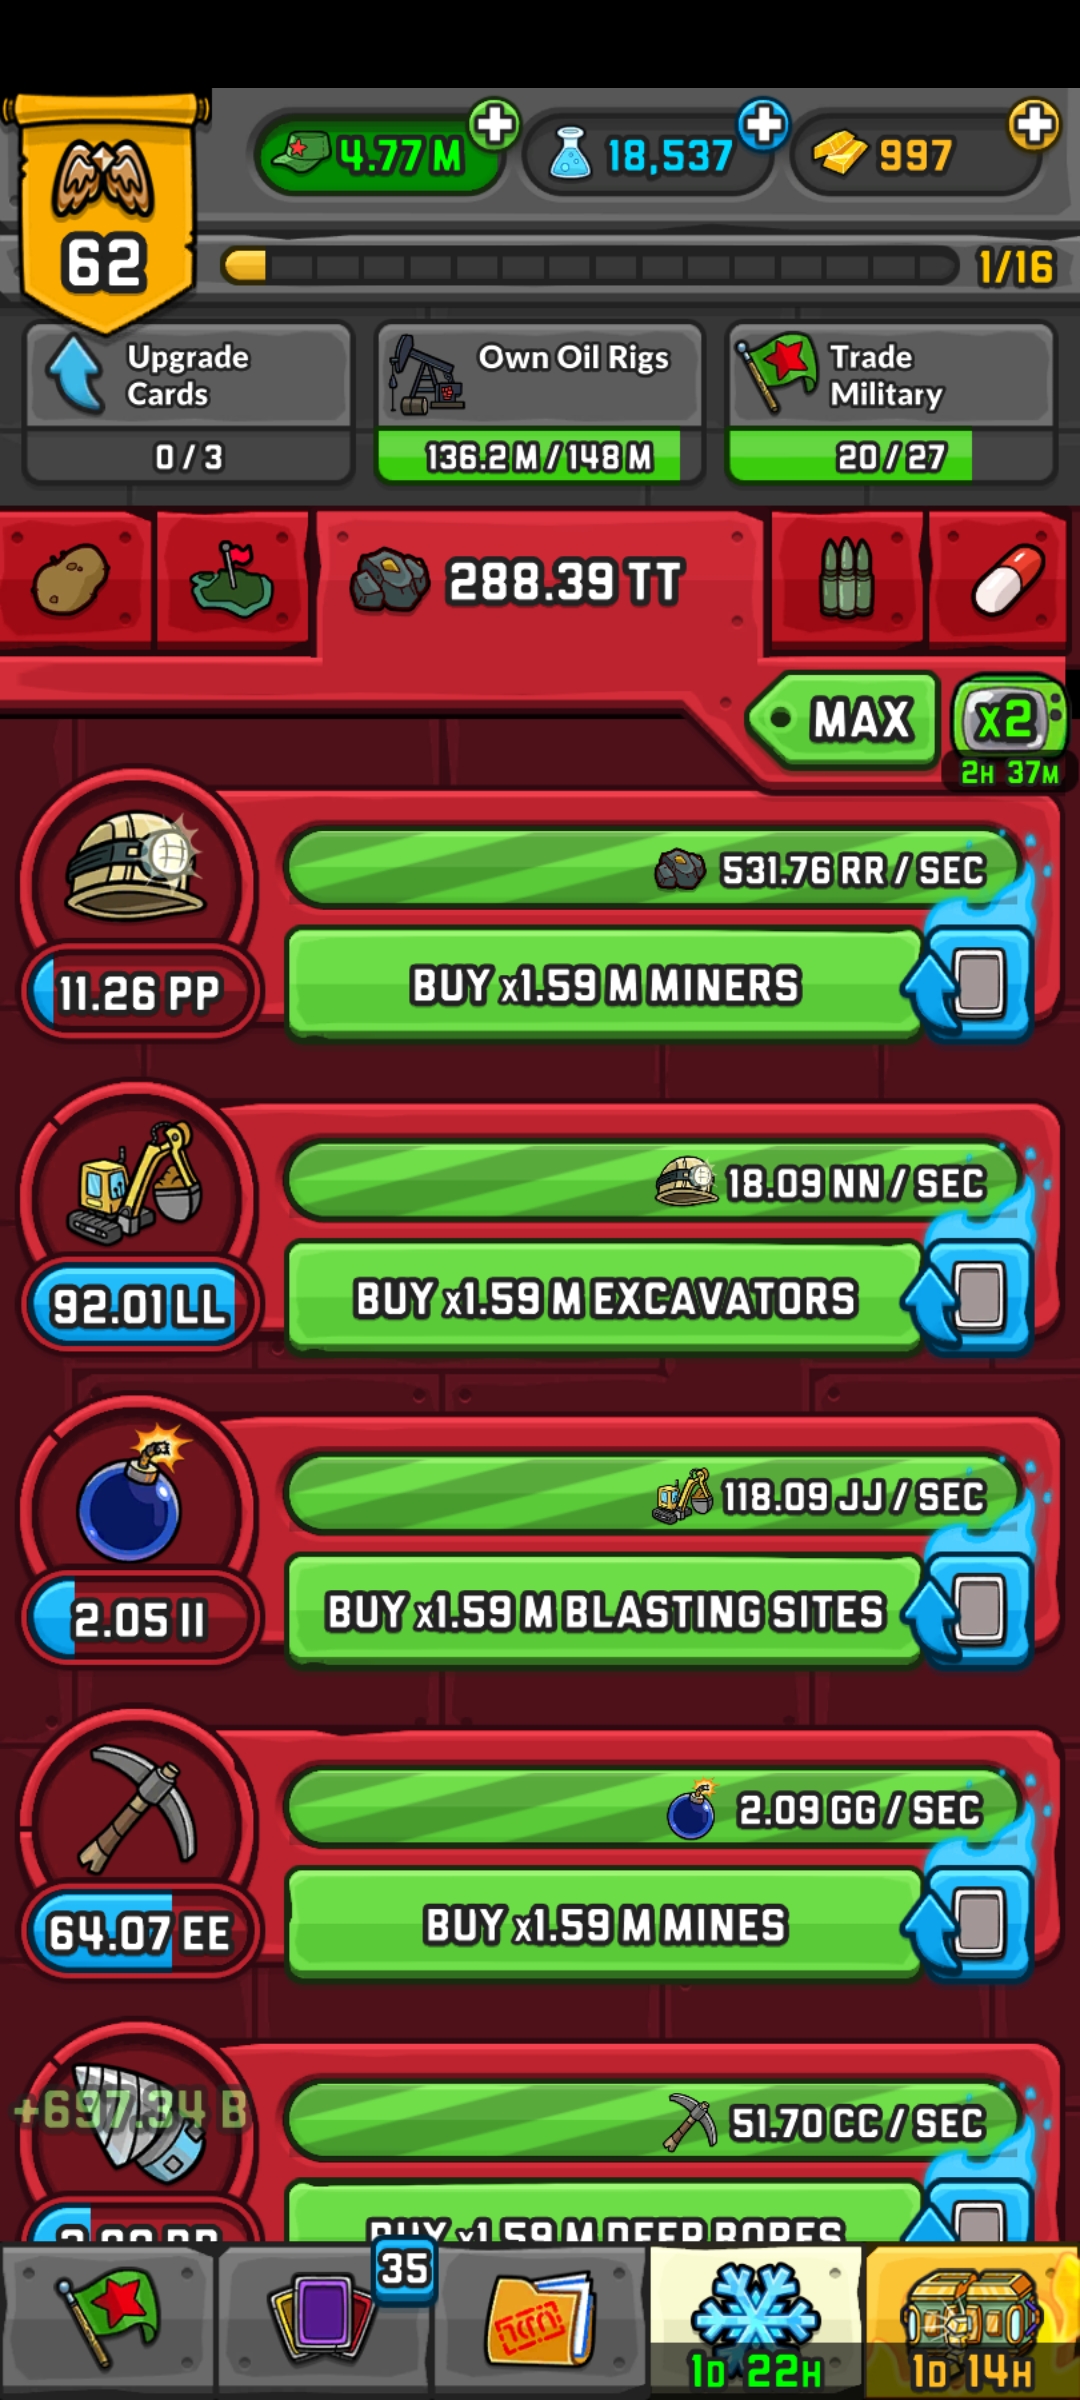 4.77 M
18,537
997
62
1/16
Upgrade
Cards
0 / 3
Own Oil Rigs
136.2 M / 148 M
Trade
Military
20 / 27
288.39 TT
MAX
x2
2H 37M
531.76 RR / SEC
11.26 PP
BUY x1.59 M MINERS
18.09 NN / SEC
92.01 LL
BUY x1.59 M EXCAVATORS
118.09 JJ / SEC
2.05 II
BUY x1.59 M BLASTING SITES
2.09 GG / SEC
64.07 EE
BUY x1.59 M MINES
+697.34 B
51.70 CC / SEC
BUY x1.59 M DEEP BORES
35
1D 22H
1D 14H